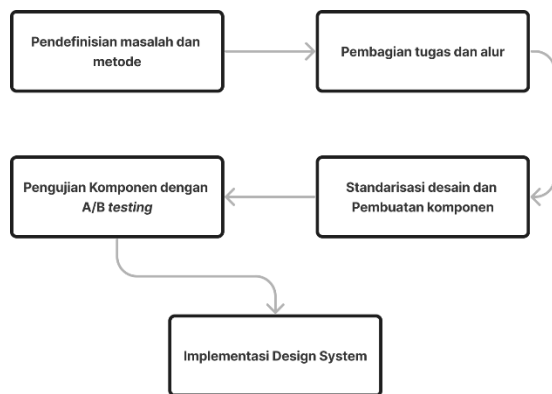 Pendefinisian masalah dan
metode
Pembagian tugas dan alur
Standarisasi desain dan
Pembuatan komponen
Pengujian Komponen dengan
A/B testing
Implementasi Design System